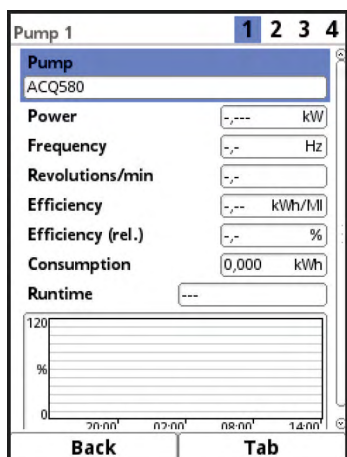 Pump 1 1 2 3 4
Pump
ACQ580
Power -,--- kW
Frequency -,- Hz
Revolutions/min -,-
Efficiency -,-- kWh/Ml
Efficiency (rel.) -,- %
Consumption 0,000 kWh
Runtime ---
120
%
0
20:00 02:00 08:00 14:00
Back Tab